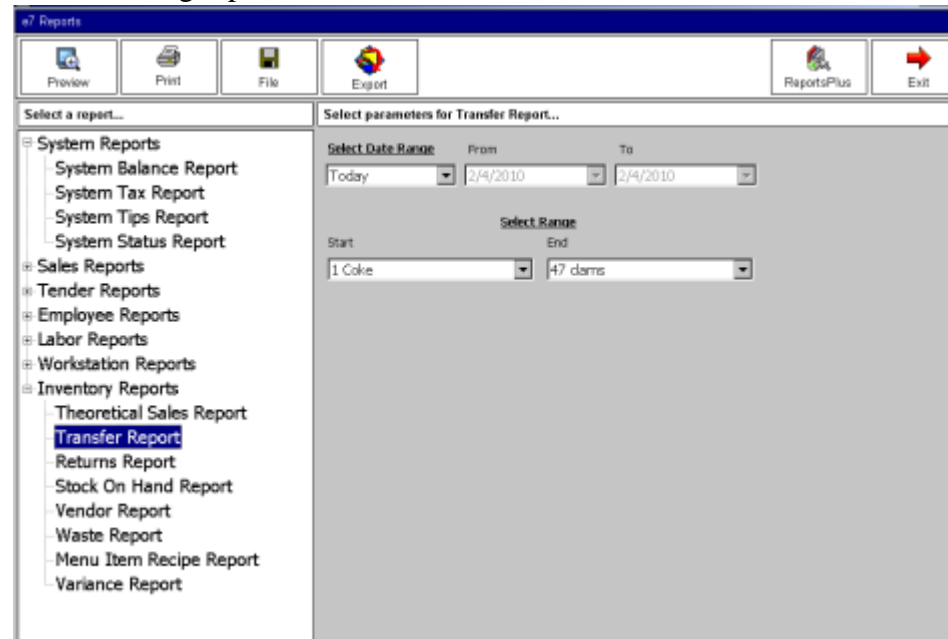 e7 Reports
Preview Print File Export ReportsPlus Exit
Select a report...
Select parameters for Transfer Report...
System Reports
System Balance Report
System Tax Report
System Tips Report
System Status Report
Sales Reports
Tender Reports
Employee Reports
Labor Reports
Workstation Reports
Inventory Reports
Theoretical Sales Report
Transfer Report
Returns Report
Stock On Hand Report
Vendor Report
Waste Report
Menu Item Recipe Report
Variance Report
Select Date Range From To
Today 2/4/2010 2/4/2010
Select Range
Start End
1 Coke 47 clams